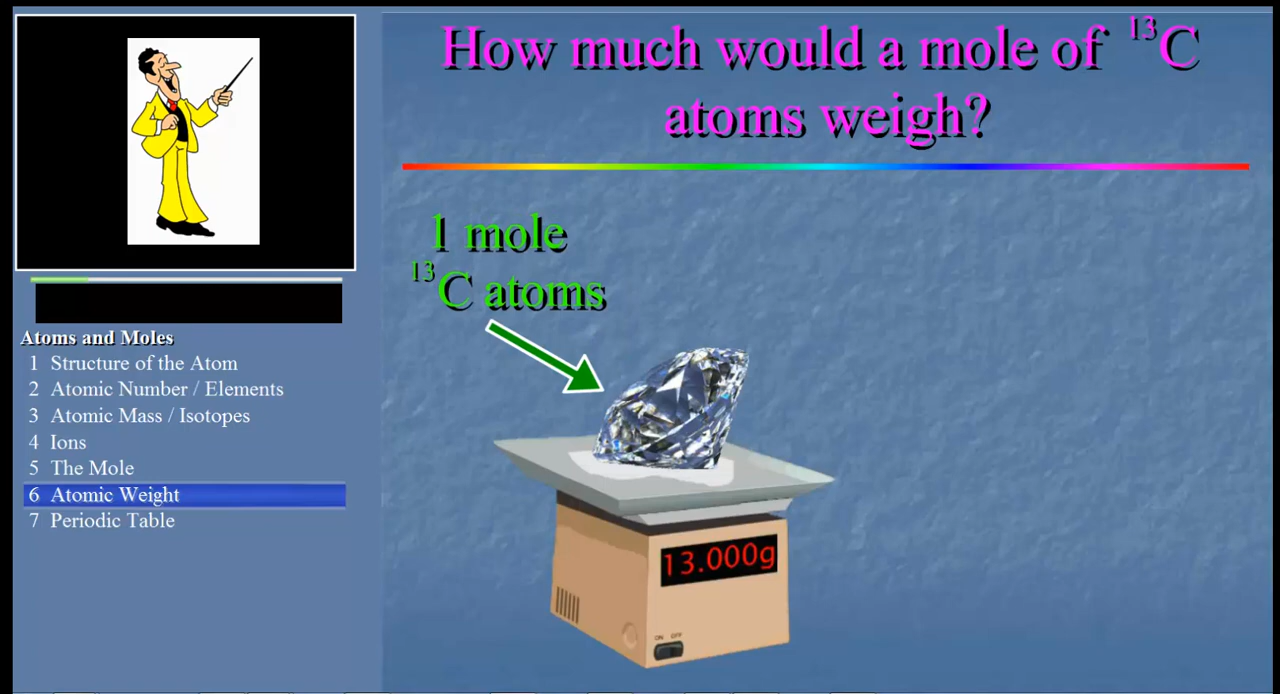 How much would a mole of ¹³C
atoms weigh?
1 mole
¹³C atoms
13.000g
ON OFF
Atoms and Moles
1 Structure of the Atom
2 Atomic Number / Elements
3 Atomic Mass / Isotopes
4 Ions
5 The Mole
6 Atomic Weight
7 Periodic Table